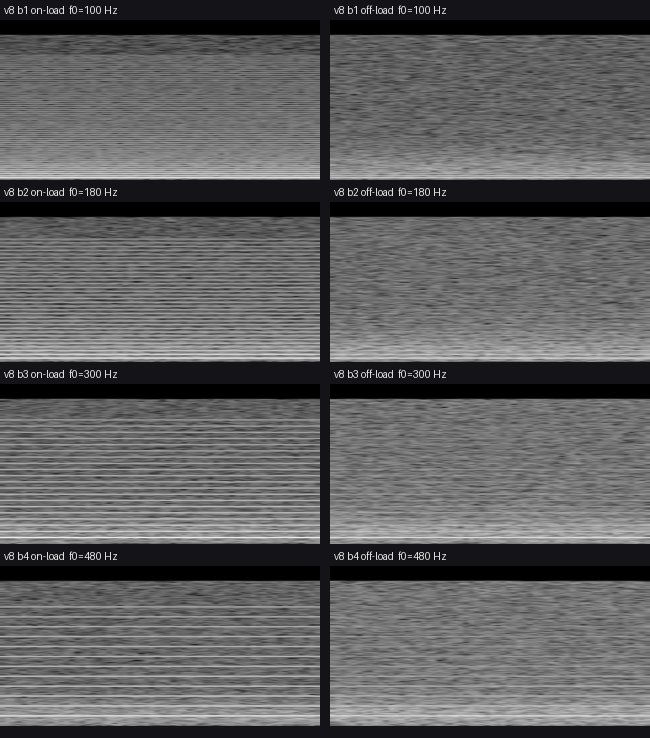 v8 b1 on-load f0=100 Hz
v8 b1 off-load f0=100 Hz
v8 b2 on-load f0=180 Hz
v8 b2 off-load f0=180 Hz
v8 b3 on-load f0=300 Hz
v8 b3 off-load f0=300 Hz
v8 b4 on-load f0=480 Hz
v8 b4 off-load f0=480 Hz